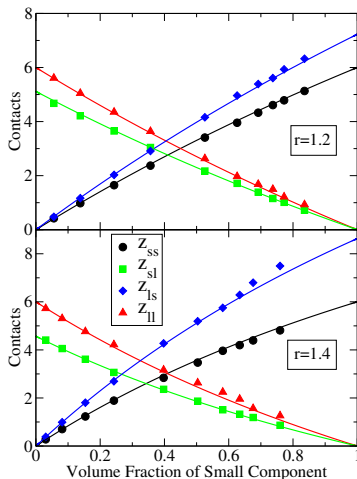 8
6
4
2
0
Contacts
r=1.2
8
6
4
2
0
Contacts
Z_ss
Z_sl
Z_ls
Z_ll
r=1.4
0 0.2 0.4 0.6 0.8 1
Volume Fraction of Small Component